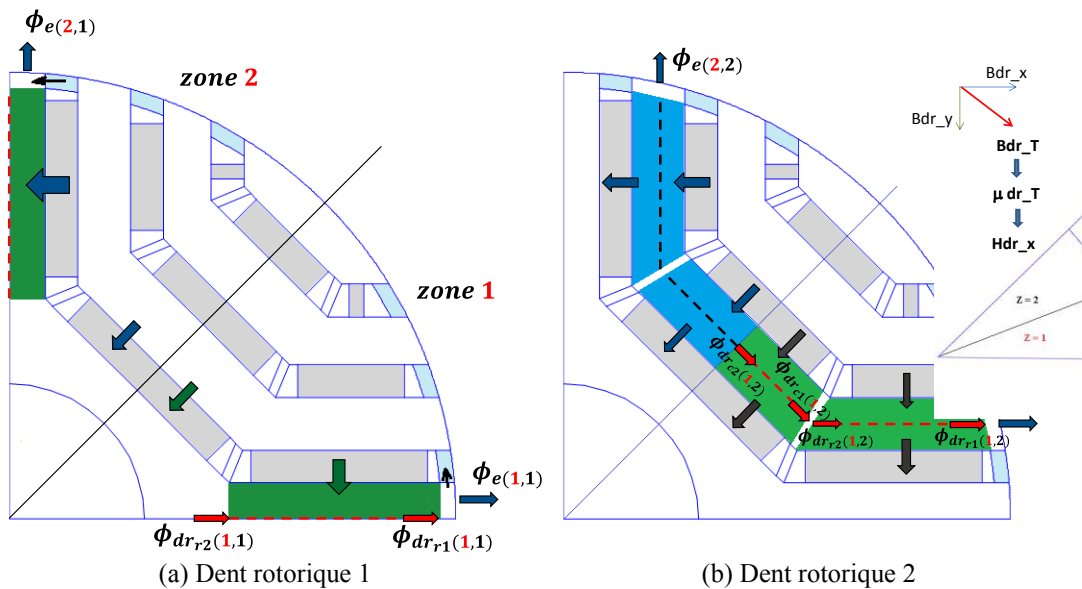 ϕe(2,1)
zone 2
zone 1
ϕe(1,1)
ϕdrr2(1,1)
ϕdrr1(1,1)
(a) Dent rotorique 1
ϕe(2,2)
Bdr_x
Bdr_y
Bdr_T
μ dr_T
Hdr_x
Z = 2
Z = 1
ϕdrc2(1,2)
ϕdrc1(1,2)
ϕdrr2(1,2)
ϕdrr1(1,2)
(b) Dent rotorique 2